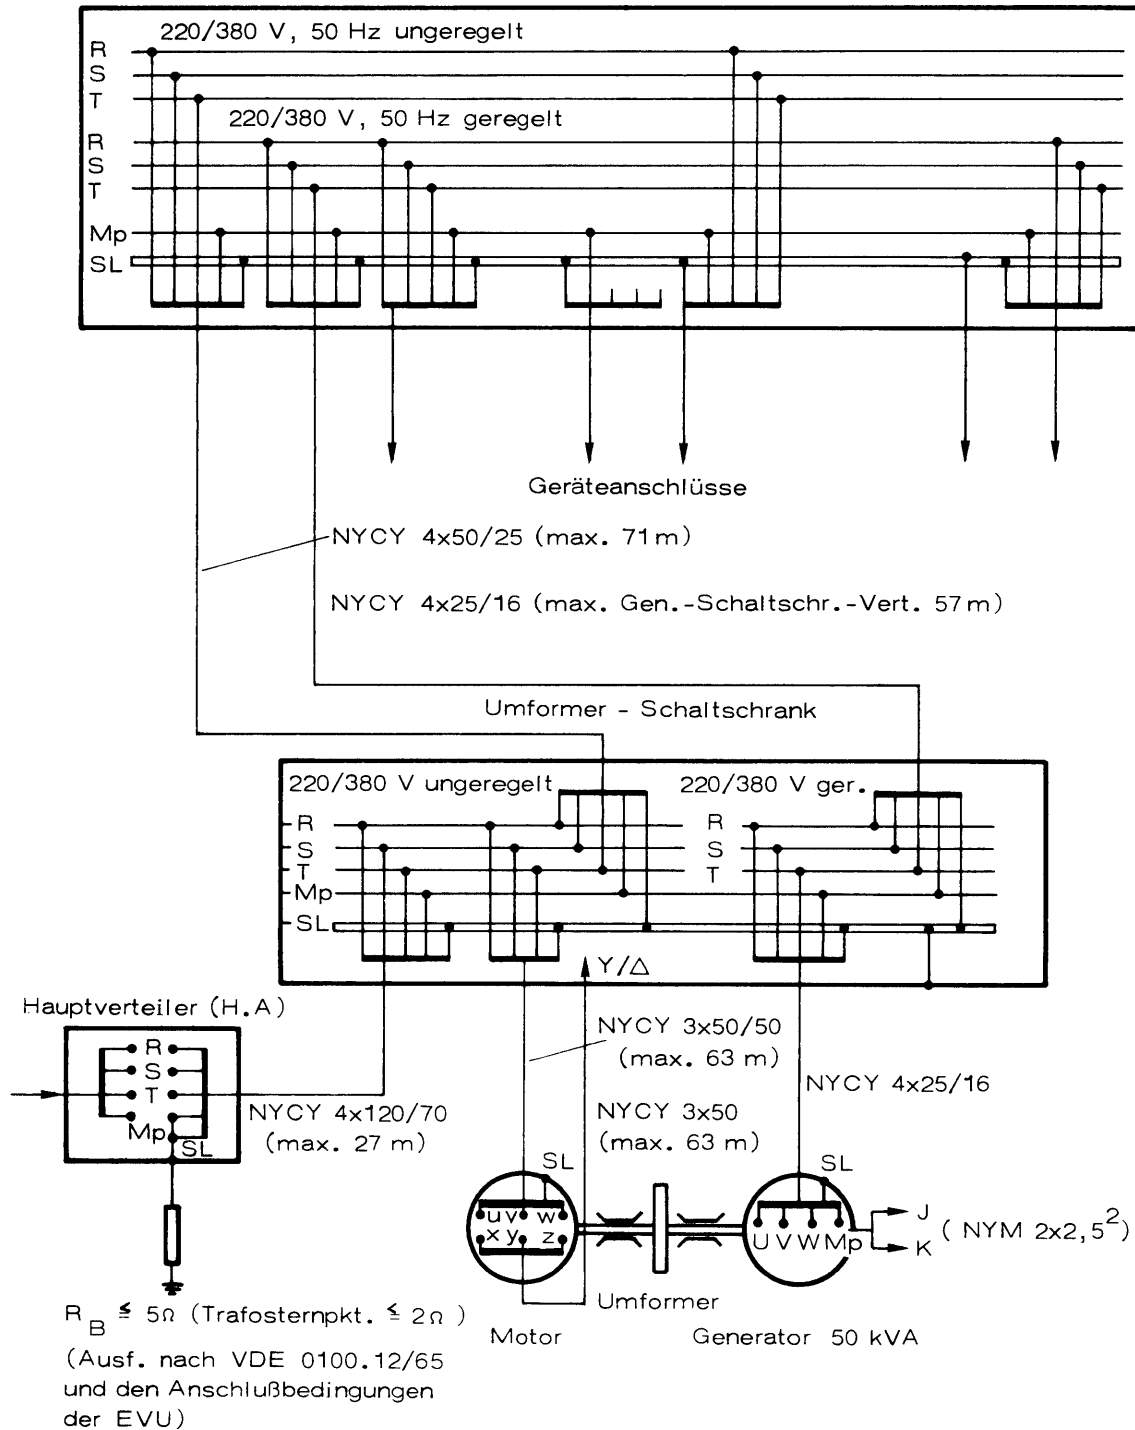 220/380 V, 50 Hz ungeregelt
R
S
T
220/380 V, 50 Hz geregelt
R
S
T
Mp
SL
Geräteanschlüsse
NYCY 4x50/25 (max. 71 m)
NYCY 4x25/16 (max. Gen.-Schaltschr.-Vert. 57 m)
Umformer - Schaltschrank
220/380 V ungeregelt
220/380 V ger.
R
S
T
Mp
SL
R
S
T
Y/△
Hauptverteiler (H.A)
R
S
T
Mp
SL
NYCY 4x120/70
(max. 27 m)
NYCY 3x50/50
(max. 63 m)
NYCY 3x50
(max. 63 m)
NYCY 4x25/16
SL
u v w
x y z
SL
U V W Mp
J
K
( NYM 2x2,5²)
Umformer
Motor
Generator 50 kVA
R_B ≦ 5Ω (Trafosternpkt. ≦ 2Ω )
(Ausf. nach VDE 0100.12/65
und den Anschlußbedingungen
der EVU)